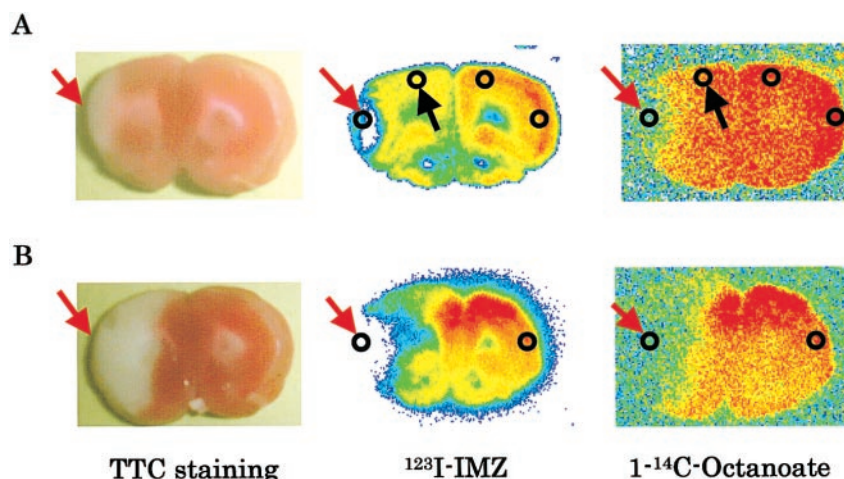 A
B
TTC staining
¹²³I-IMZ
1-¹⁴C-Octanoate